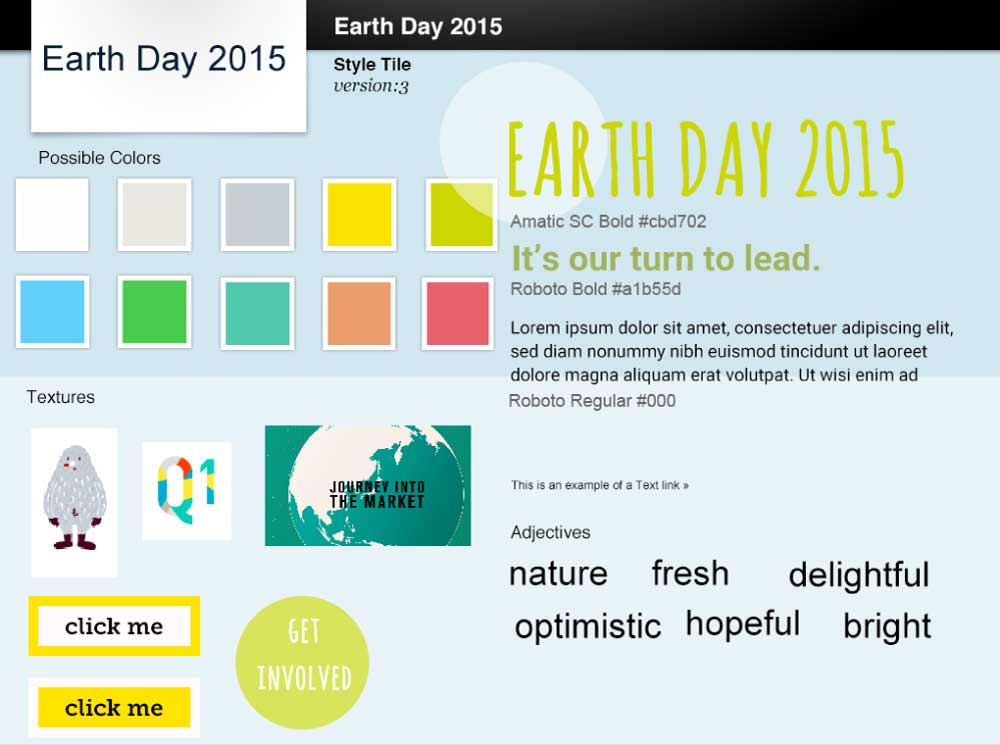 Earth Day 2015
Earth Day 2015
Style Tile
version:3
Possible Colors
EARTH DAY 2015
Amatic SC Bold #cbd702
It’s our turn to lead.
Roboto Bold #a1b55d
Lorem ipsum dolor sit amet, consectetuer adipiscing elit,
sed diam nonummy nibh euismod tincidunt ut laoreet
dolore magna aliquam erat volutpat. Ut wisi enim ad
Roboto Regular #000
Textures
Q1
JOURNEY INTO
THE MARKET
This is an example of a Text link »
Adjectives
nature fresh delightful
optimistic hopeful bright
click me
click me
GET
INVOLVED